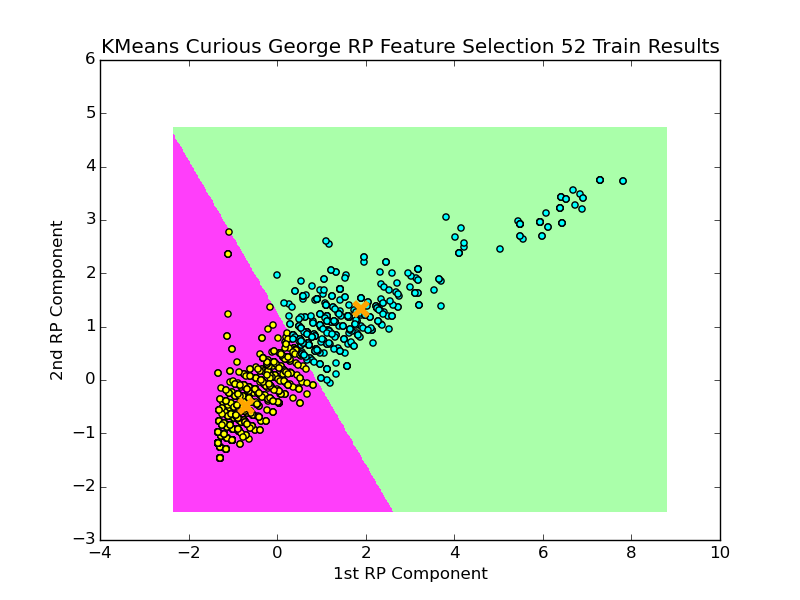 KMeans Curious George RP Feature Selection 52 Train Results
6
5
4
3
2
1
0
−1
−2
−3
2nd RP Component
−4 −2 0 2 4 6 8 10
1st RP Component